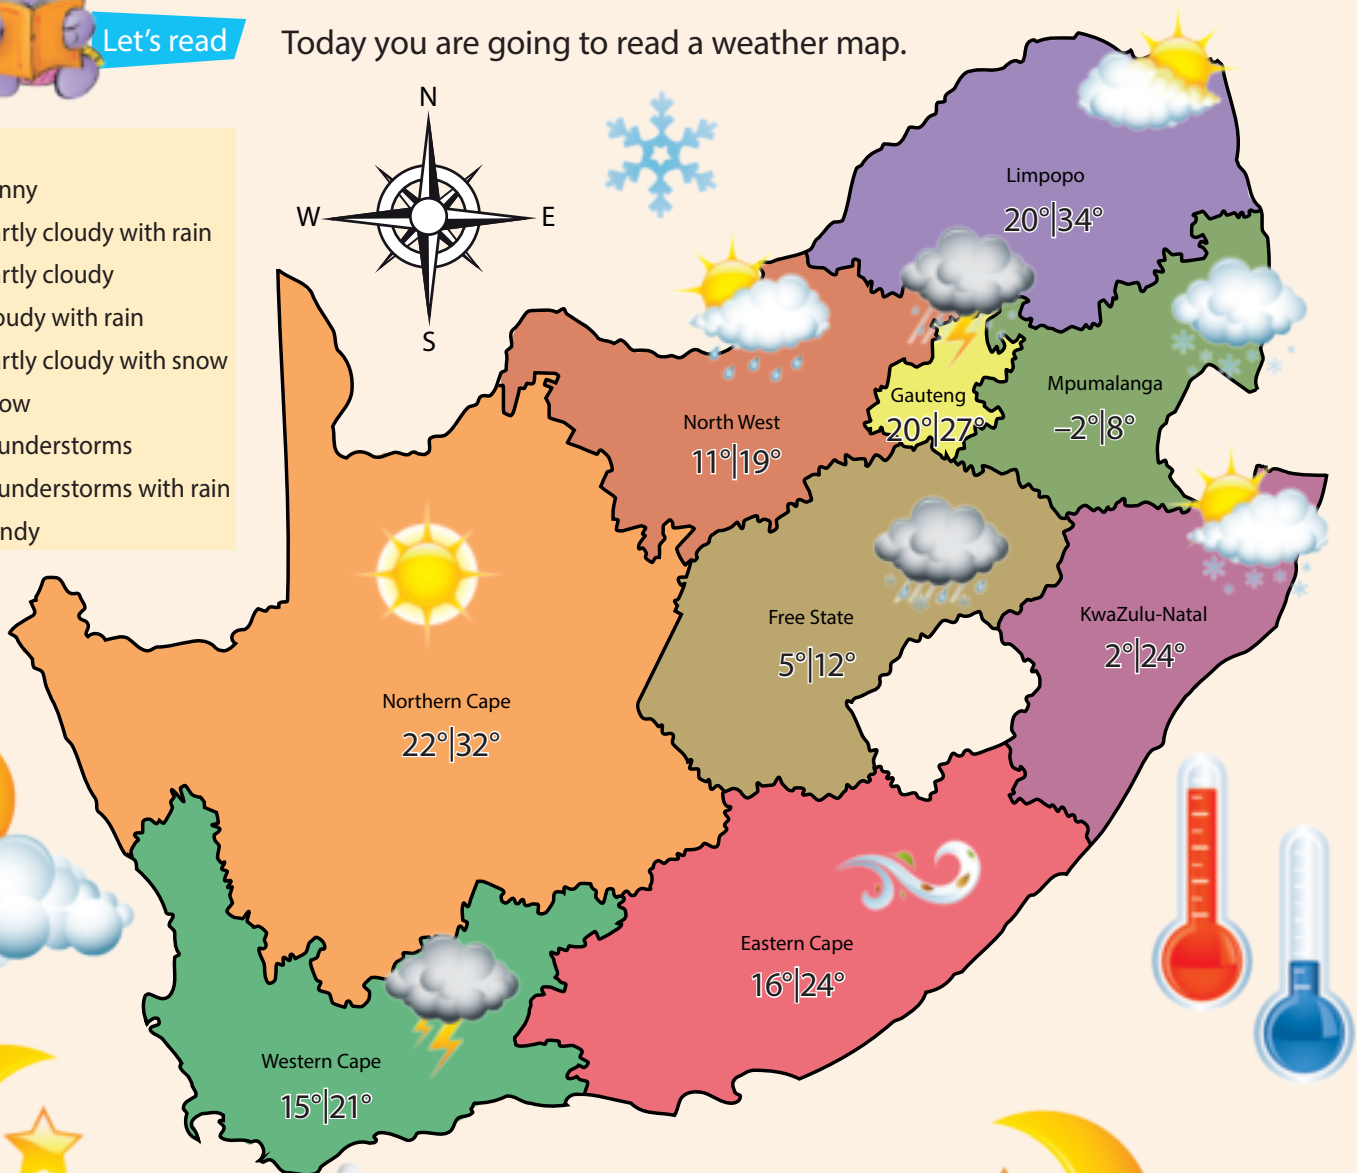 Let's read
Today you are going to read a weather map.
N
W
E
S
nny
rtly cloudy with rain
rtly cloudy
oudy with rain
rtly cloudy with snow
ow
understorms
understorms with rain
ndy
Limpopo
20°|34°
Mpumalanga
–2°|8°
Gauteng
20°|27°
North West
11°|19°
Free State
5°|12°
KwaZulu-Natal
2°|24°
Northern Cape
22°|32°
Eastern Cape
16°|24°
Western Cape
15°|21°